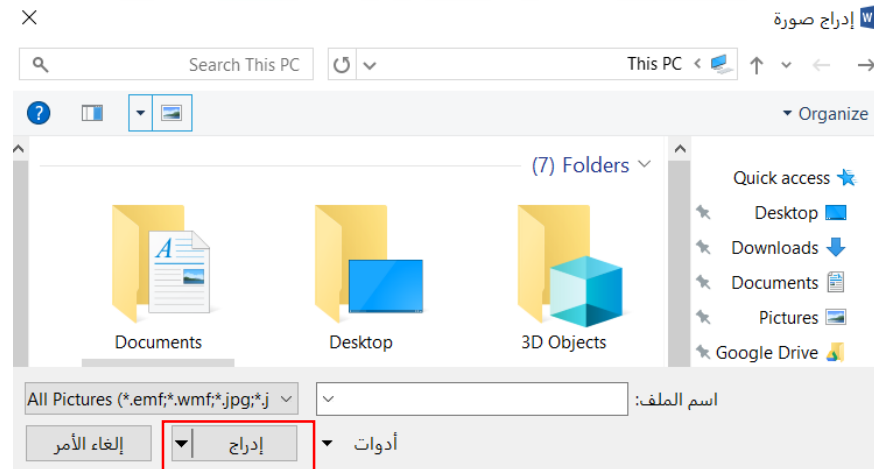 W إدراج صورة
This PC
Search This PC
Organize
?
Quick access
Desktop
Downloads
Documents
Pictures
Google Drive
(7) Folders
3D Objects
Desktop
Documents
اسم الملف:
All Pictures (*.emf;*.wmf;*.jpg;*.j
أدوات
إدراج
إلغاء الأمر